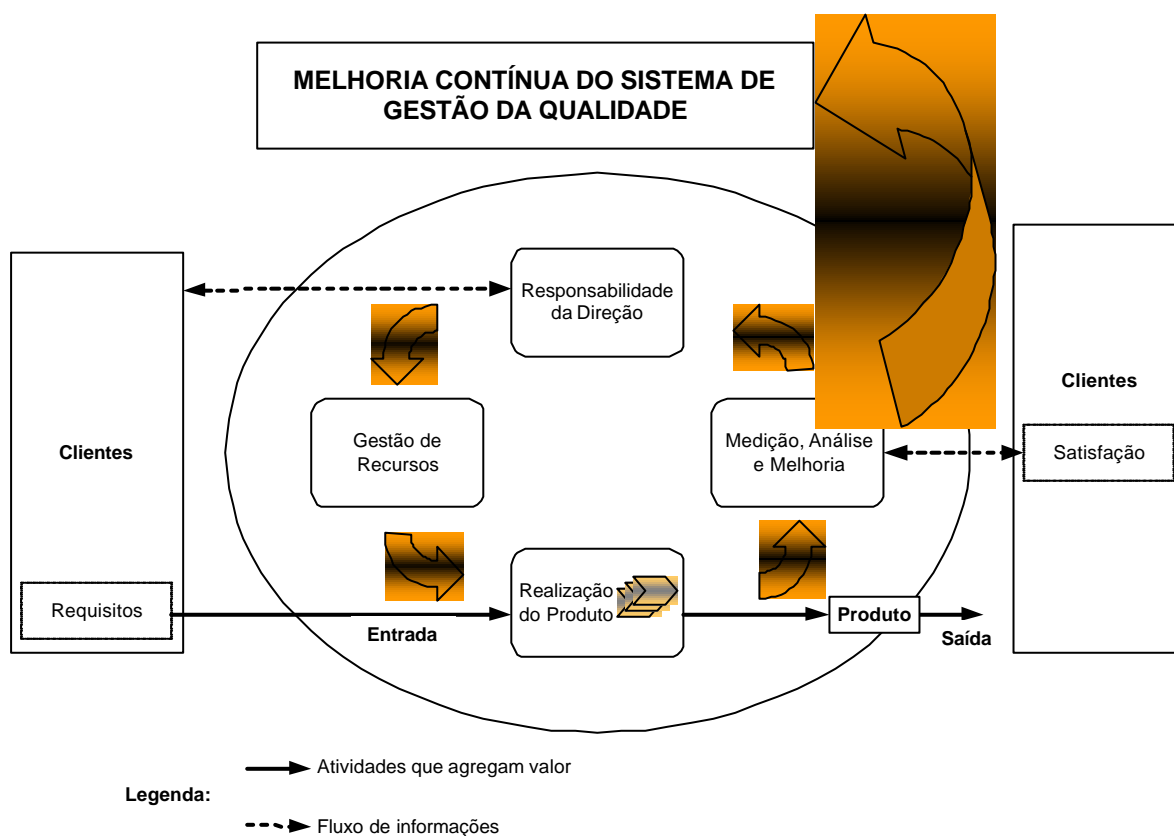 MELHORIA CONTÍNUA DO SISTEMA DE
GESTÃO DA QUALIDADE
Responsabilidade
da Direção
Clientes
Gestão de
Recursos
Medição, Análise
e Melhoria
Clientes
Satisfação
Requisitos
Entrada
Realização
do Produto
Produto
Saída
Legenda:
Atividades que agregam valor
Fluxo de informações